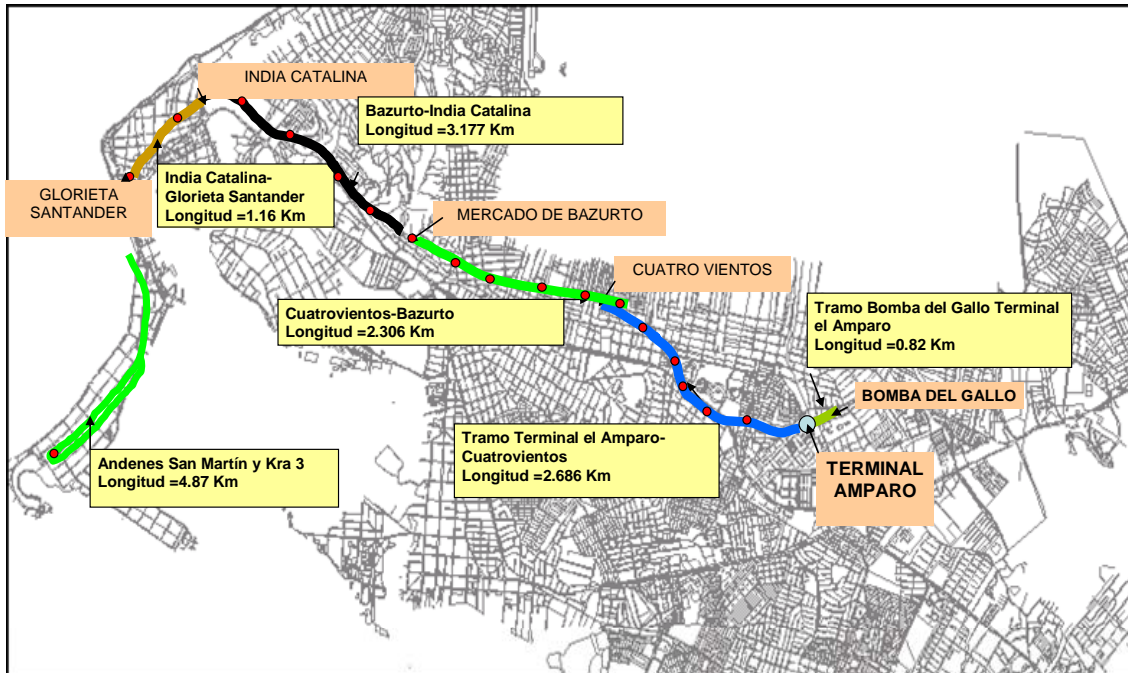 INDIA CATALINA
Bazurto-India Catalina
Longitud =3.177 Km
India Catalina-
Glorieta Santander
Longitud =1.16 Km
GLORIETA
SANTANDER
MERCADO DE BAZURTO
CUATRO VIENTOS
Cuatrovientos-Bazurto
Longitud =2.306 Km
Tramo Bomba del Gallo Terminal
el Amparo
Longitud =0.82 Km
BOMBA DEL GALLO
Andenes San Martín y Kra 3
Longitud =4.87 Km
Tramo Terminal el Amparo-
Cuatrovientos
Longitud =2.686 Km
TERMINAL
AMPARO